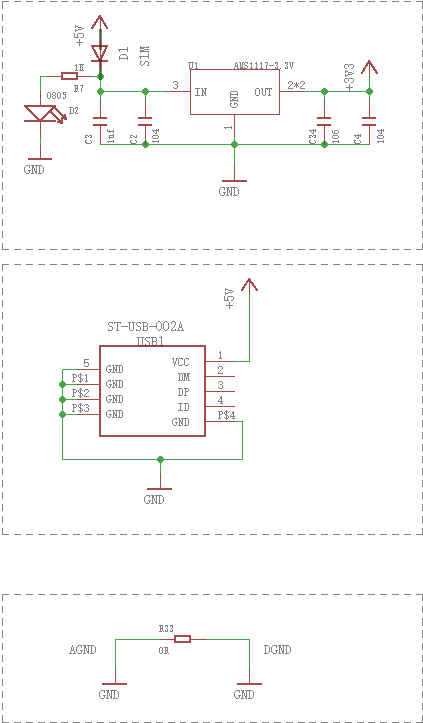 +5V
D1
S1M
1K
R7
0805
D2
GND
C3
1uf
C2
104
U1
AMS1117-3.3V
3
IN
GND
OUT
2*2
1
GND
+3V3
C34
106
C4
104
+5V
ST-USB-002A
USB1
5
GND
P$1
GND
P$2
GND
P$3
GND
VCC
1
DM
2
DP
3
ID
4
GND
P$4
GND
R33
0R
AGND
DGND
GND
GND